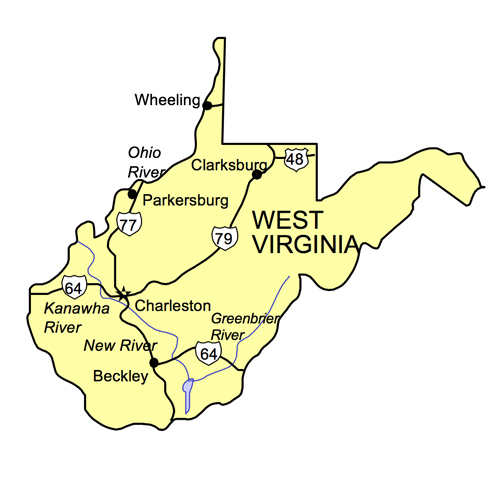 Wheeling
Ohio
River
Clarksburg
48
Parkersburg
77
79
WEST
VIRGINIA
64
Charleston
Kanawha
River
Greenbrier
River
New River
64
Beckley